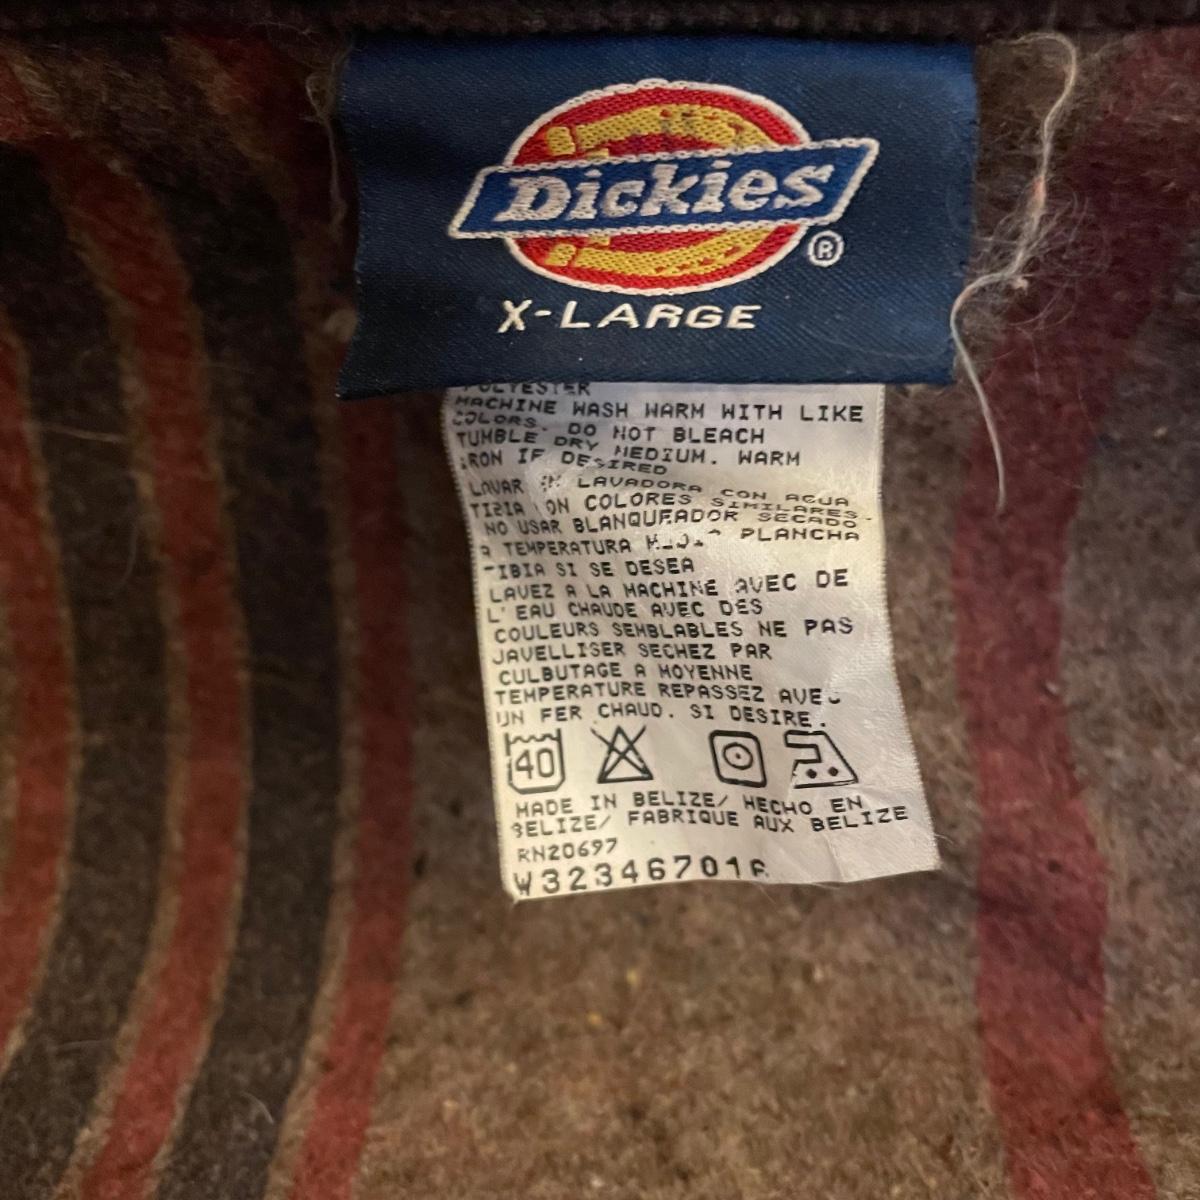 Dickies
®
X-LARGE
POLYESTER
MACHINE WASH WARM WITH LIKE
COLORS. DO NOT BLEACH
TUMBLE DRY MEDIUM. WARM
IRON IF DESIRED
LAVAR EN LAVADORA CON AGUA
TIBIA CON COLORES SIMILARES.
NO USAR BLANQUEADOR SECADO
A TEMPERATURA PLANCHA
TIBIA SI SE DESEA
LAVEZ A LA MACHINE AVEC DE
L'EAU CHAUDE AVEC DES
COULEURS SEMBLABLES NE PAS
JAVELLISER SECHEZ PAR
CULBUTAGE A MOYENNE
TEMPERATURE REPASSEZ AVEC
UN FER CHAUD. SI DESIRE.
40
MADE IN BELIZE/ HECHO EN
BELIZE/ FABRIQUE AUX BELIZE
RN20697